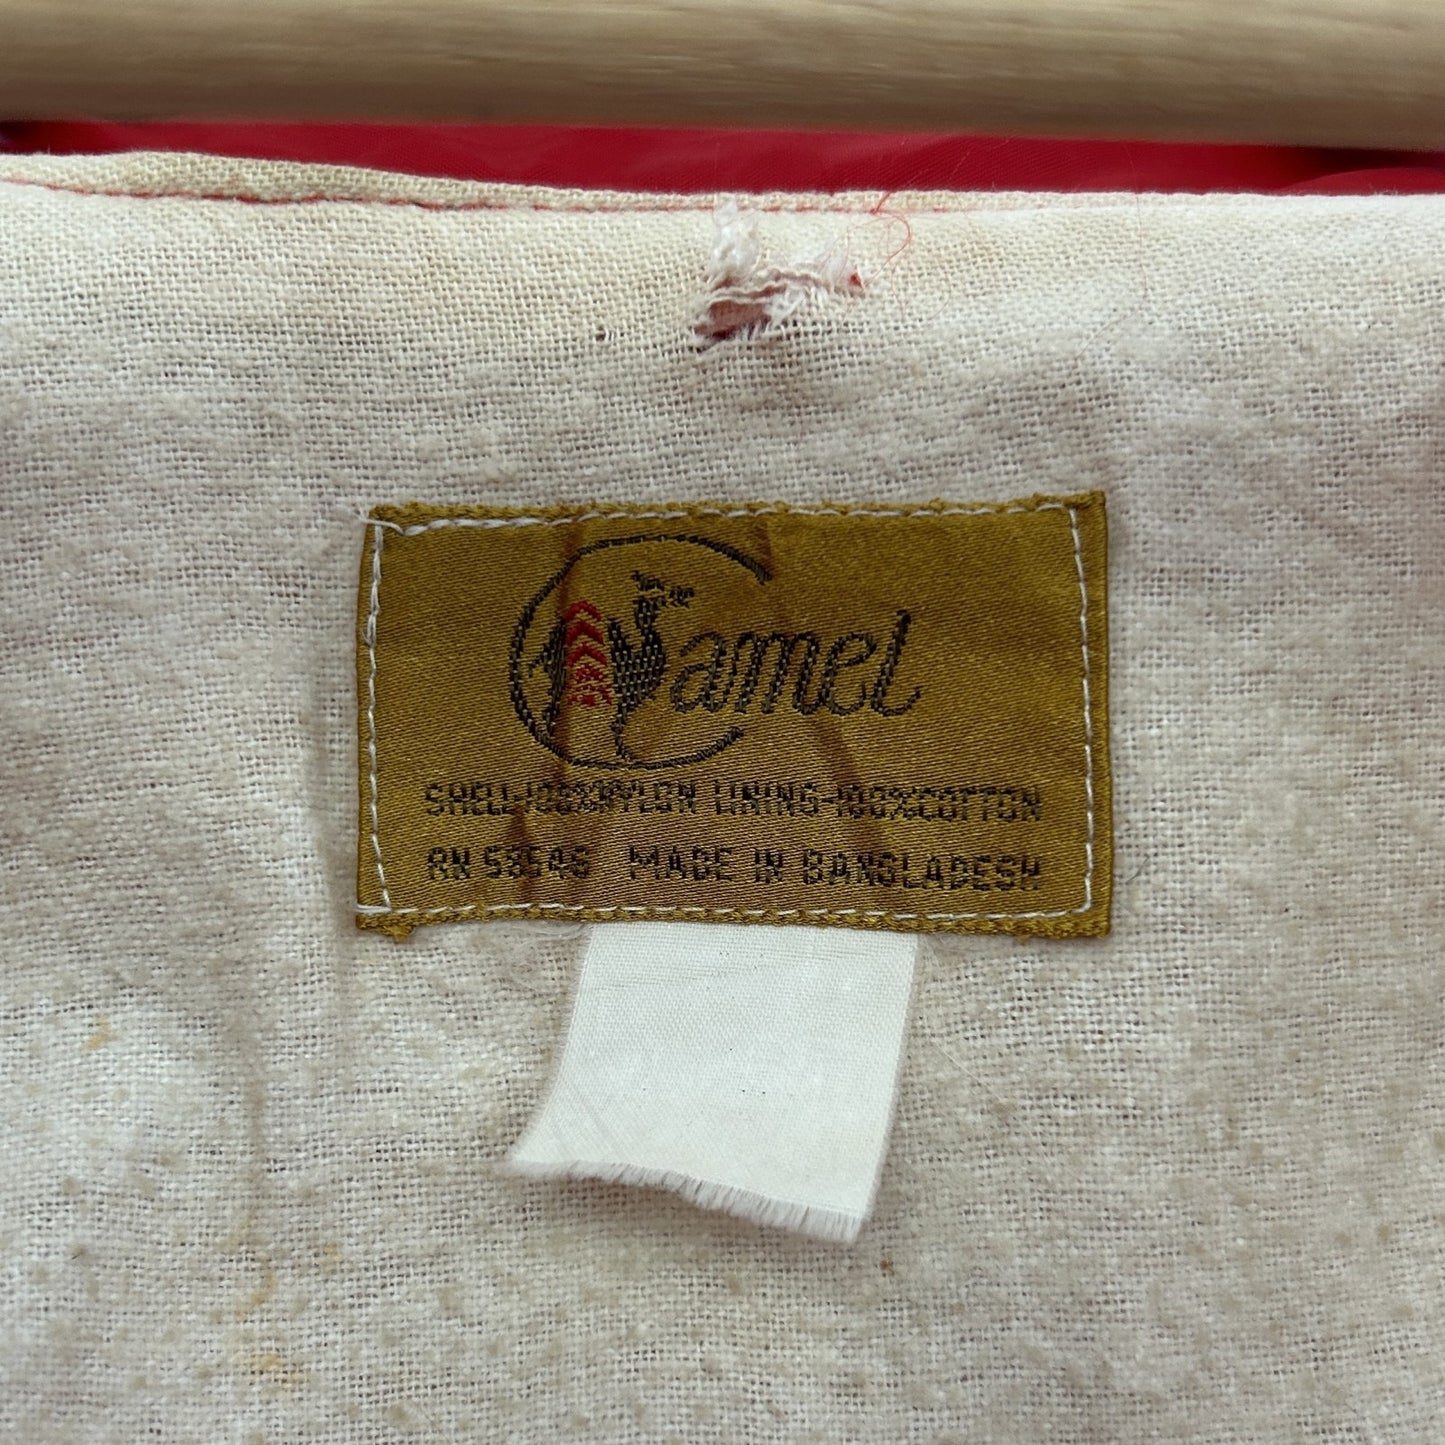 Camel
SHELL-100%NYLON LINING-100%COTTON
RN 58546 MADE IN BANGLADESH